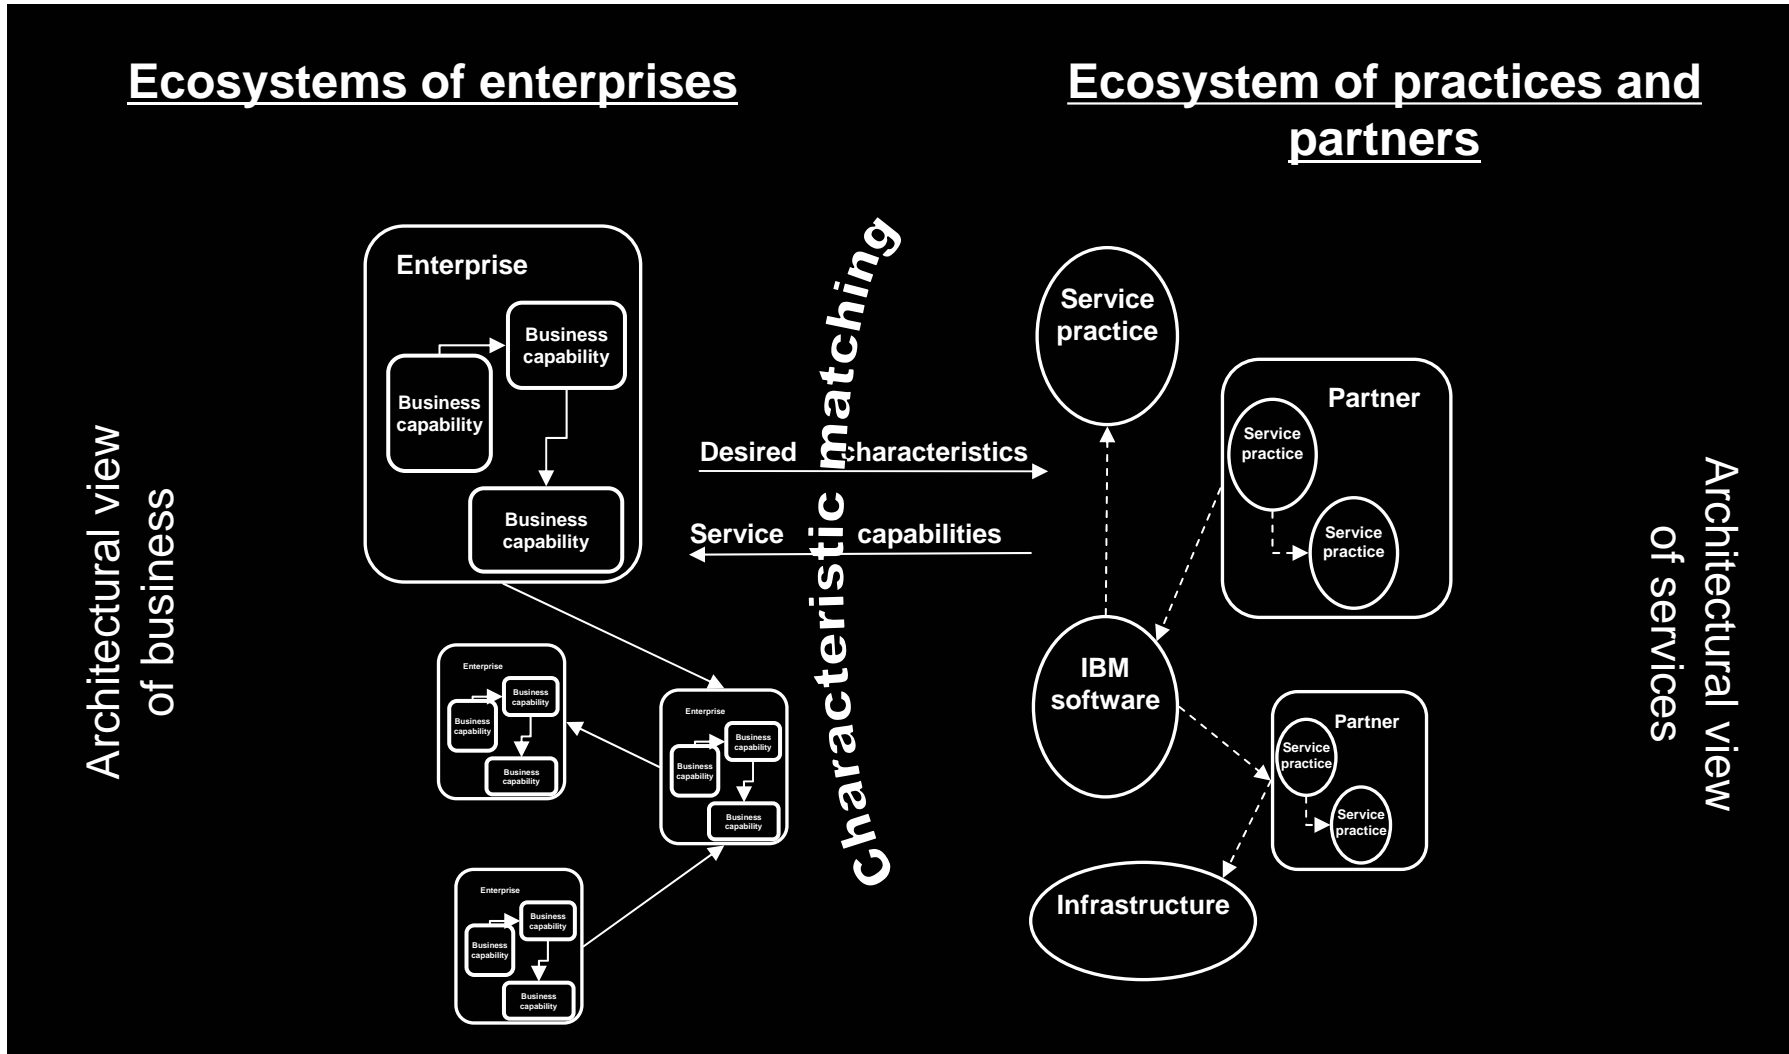 Ecosystems of enterprises
Ecosystem of practices and
partners
Architectural view
of business
Enterprise
Business
capability
Business
capability
Business
capability
Enterprise
Business
capability
Business
capability
Business
capability
Enterprise
Business
capability
Business
capability
Business
capability
Enterprise
Business
capability
Business
capability
Business
capability
Characteristic matching
Desired characteristics
Service capabilities
Service
practice
Partner
Service
practice
Service
practice
IBM
software
Partner
Service
practice
Service
practice
Infrastructure
Architectural view
of services